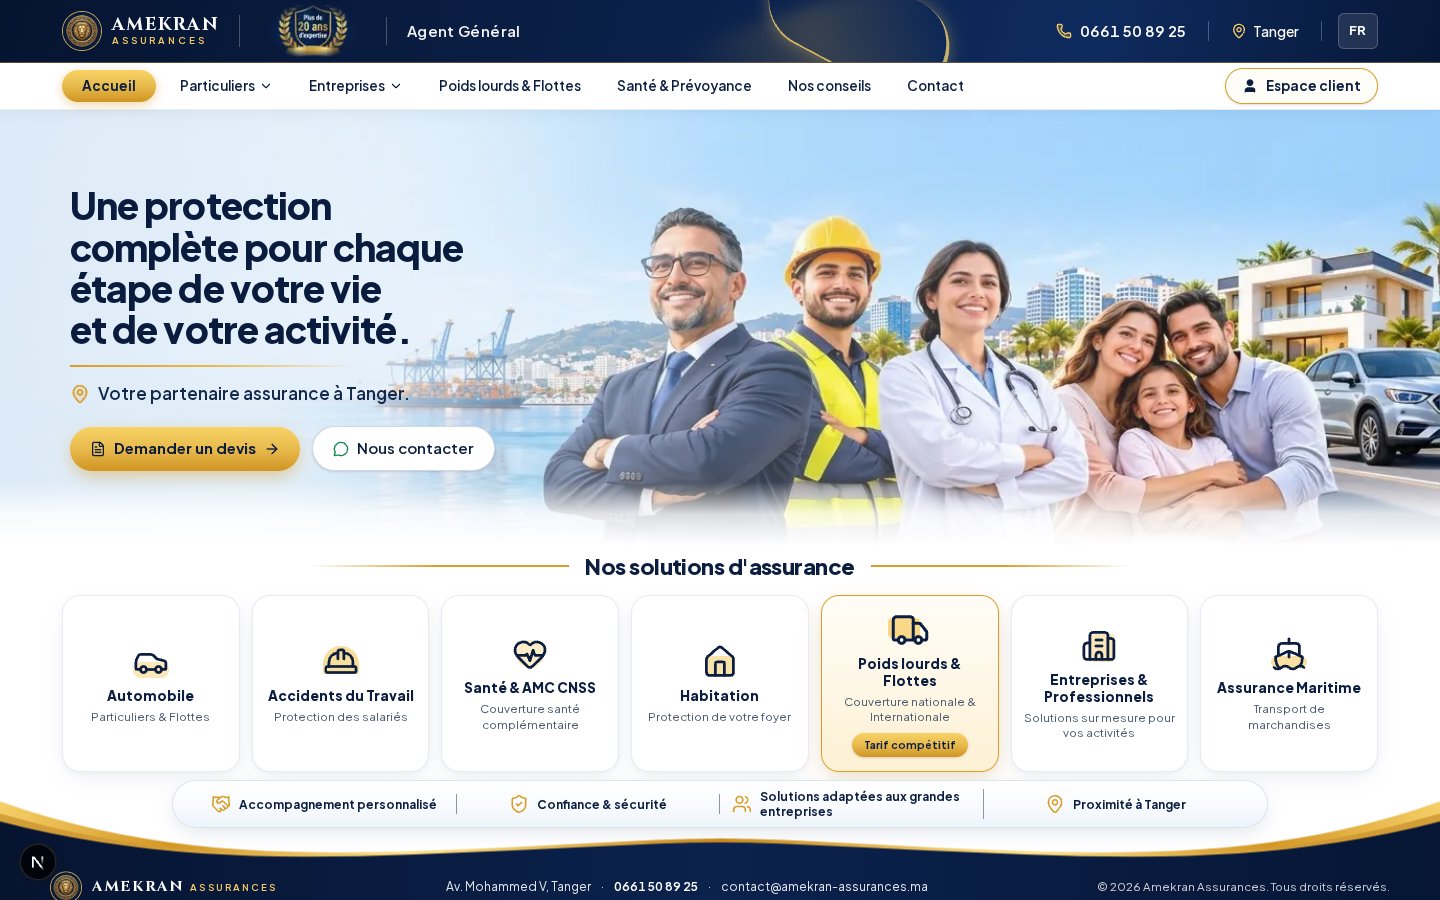 AMEKRAN
ASSURANCES
Plus de
20 ans
d'expertise
Agent Général
0661 50 89 25
Tanger
FR
Accueil
Particuliers
Entreprises
Poids lourds & Flottes
Santé & Prévoyance
Nos conseils
Contact
Espace client
Une protection
complète pour chaque
étape de votre vie
et de votre activité.
Votre partenaire assurance à Tanger.
Demander un devis
Nous contacter
Nos solutions d'assurance
Automobile
Particuliers & Flottes
Accidents du Travail
Protection des salariés
Santé & AMC CNSS
Couverture santé
complémentaire
Habitation
Protection de votre foyer
Poids lourds &
Flottes
Couverture nationale &
Internationale
Tarif compétitif
Entreprises &
Professionnels
Solutions sur mesure pour
vos activités
Assurance Maritime
Transport de
marchandises
Accompagnement personnalisé
Confiance & sécurité
Solutions adaptées aux grandes
entreprises
Proximité à Tanger
N
AMEKRAN ASSURANCES
Av. Mohammed V, Tanger · 0661 50 89 25 · contact@amekran-assurances.ma
© 2026 Amekran Assurances. Tous droits réservés.